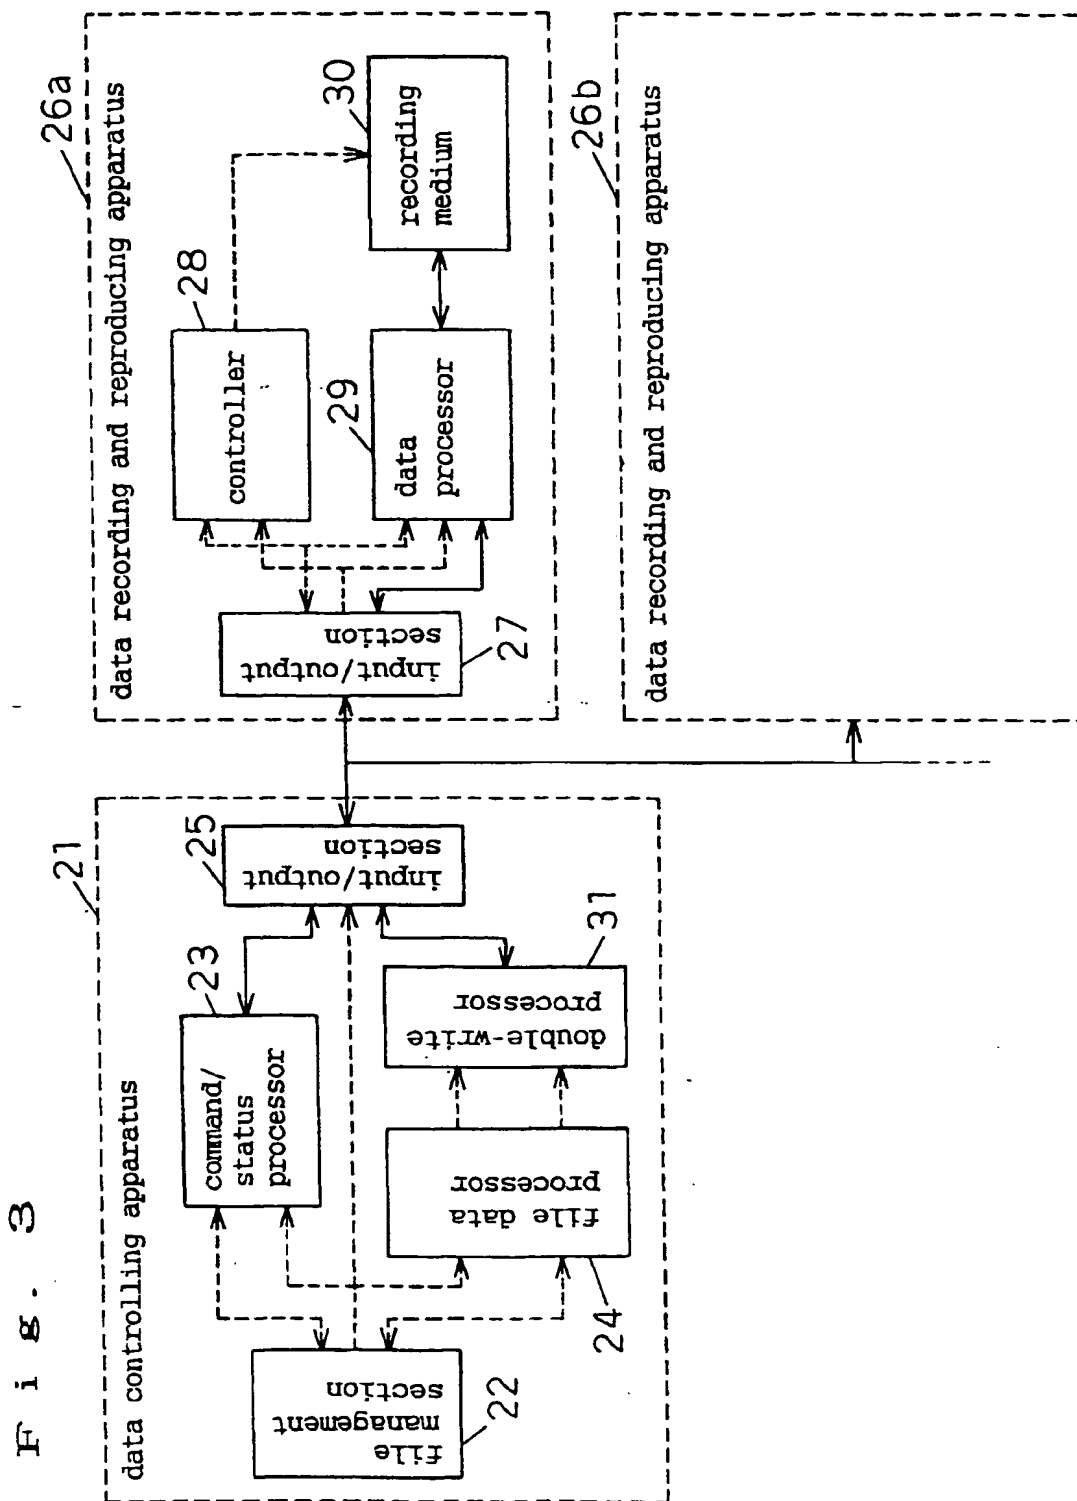 Fig. 3
21
data controlling apparatus
22
file
management
section
23
command/
status
processor
24
file data
processor
31
double-write
processor
25
input/output
section
26a
data recording and reproducing apparatus
27
input/output
section
28
controller
29
data
processor
30
recording
medium
26b
data recording and reproducing apparatus